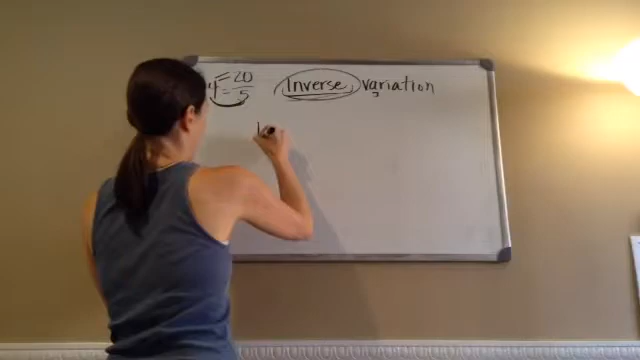 y = 20 Inverse variation
= 5